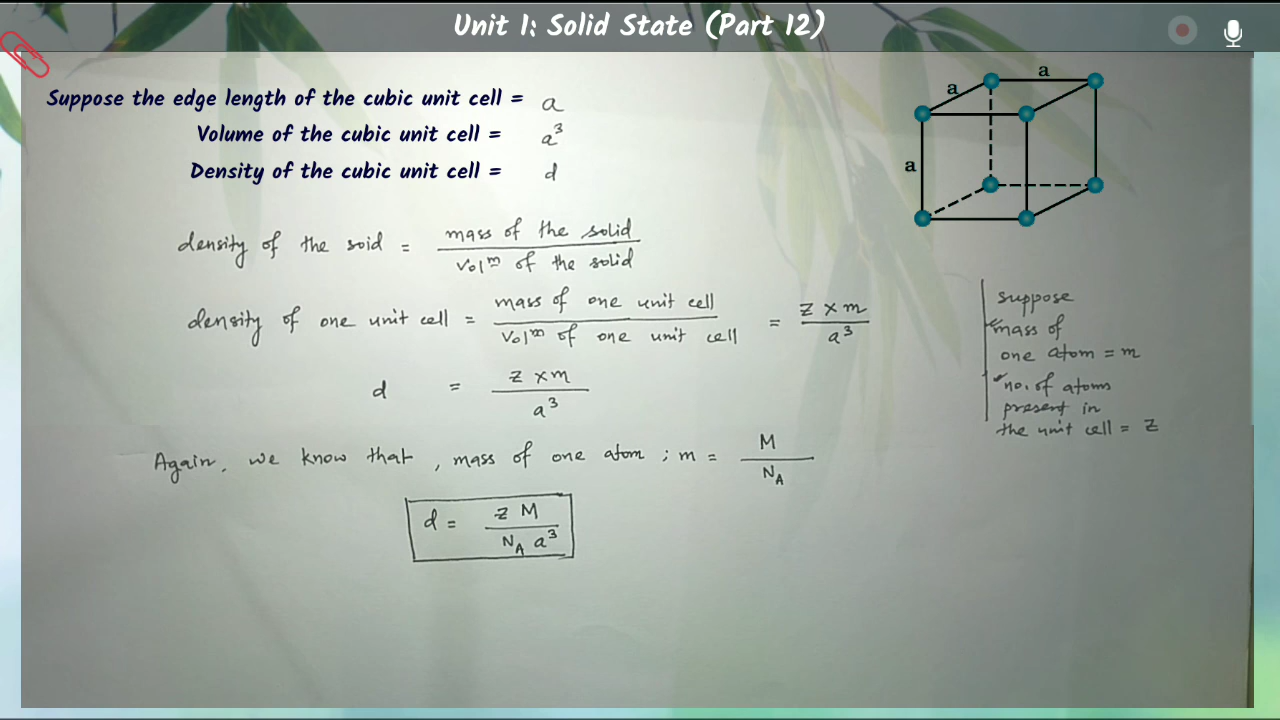 Unit 1: Solid State (Part 12)
a
a
a
Suppose the edge length of the cubic unit cell = a
Volume of the cubic unit cell = a³
Density of the cubic unit cell = d
density of the soid = mass of the solid / Volᵐ of the solid
density of one unit cell = mass of one unit cell / Volᵐ of one unit cell = Z × m / a³
d = Z × m / a³
Suppose
mass of
one atom = m
no. of atoms
present in
the unit cell = Z
Again, we know that, mass of one atom ; m = M / N_A
d = Z M / N_A a³